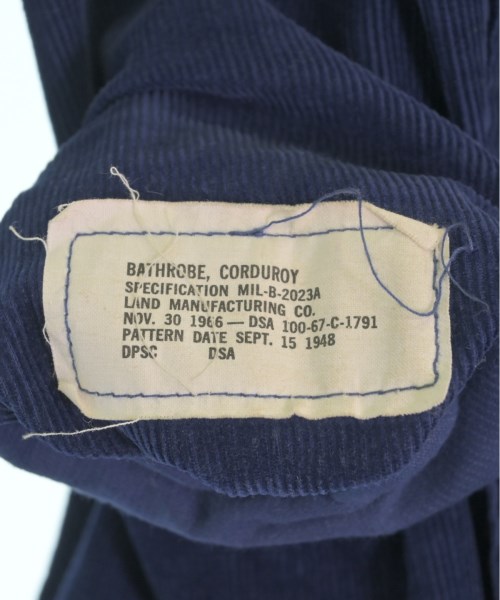 BATHROBE, CORDUROY
SPECIFICATION MIL-B-2023A
LAND MANUFACTURING CO.
NOV. 30 1966 — DSA 100-67-C-1791
PATTERN DATE SEPT. 15 1948
DPSC DSA